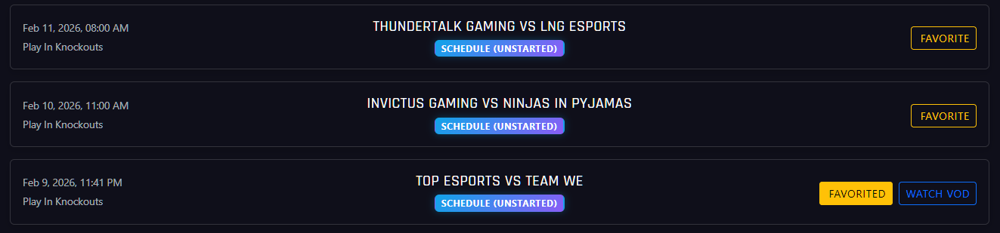 Feb 11, 2026, 08:00 AM
Play In Knockouts
THUNDERTALK GAMING VS LNG ESPORTS
SCHEDULE (UNSTARTED)
FAVORITE
Feb 10, 2026, 11:00 AM
Play In Knockouts
INVICTUS GAMING VS NINJAS IN PYJAMAS
SCHEDULE (UNSTARTED)
FAVORITE
Feb 9, 2026, 11:41 PM
Play In Knockouts
TOP ESPORTS VS TEAM WE
SCHEDULE (UNSTARTED)
FAVORITED
WATCH VOD